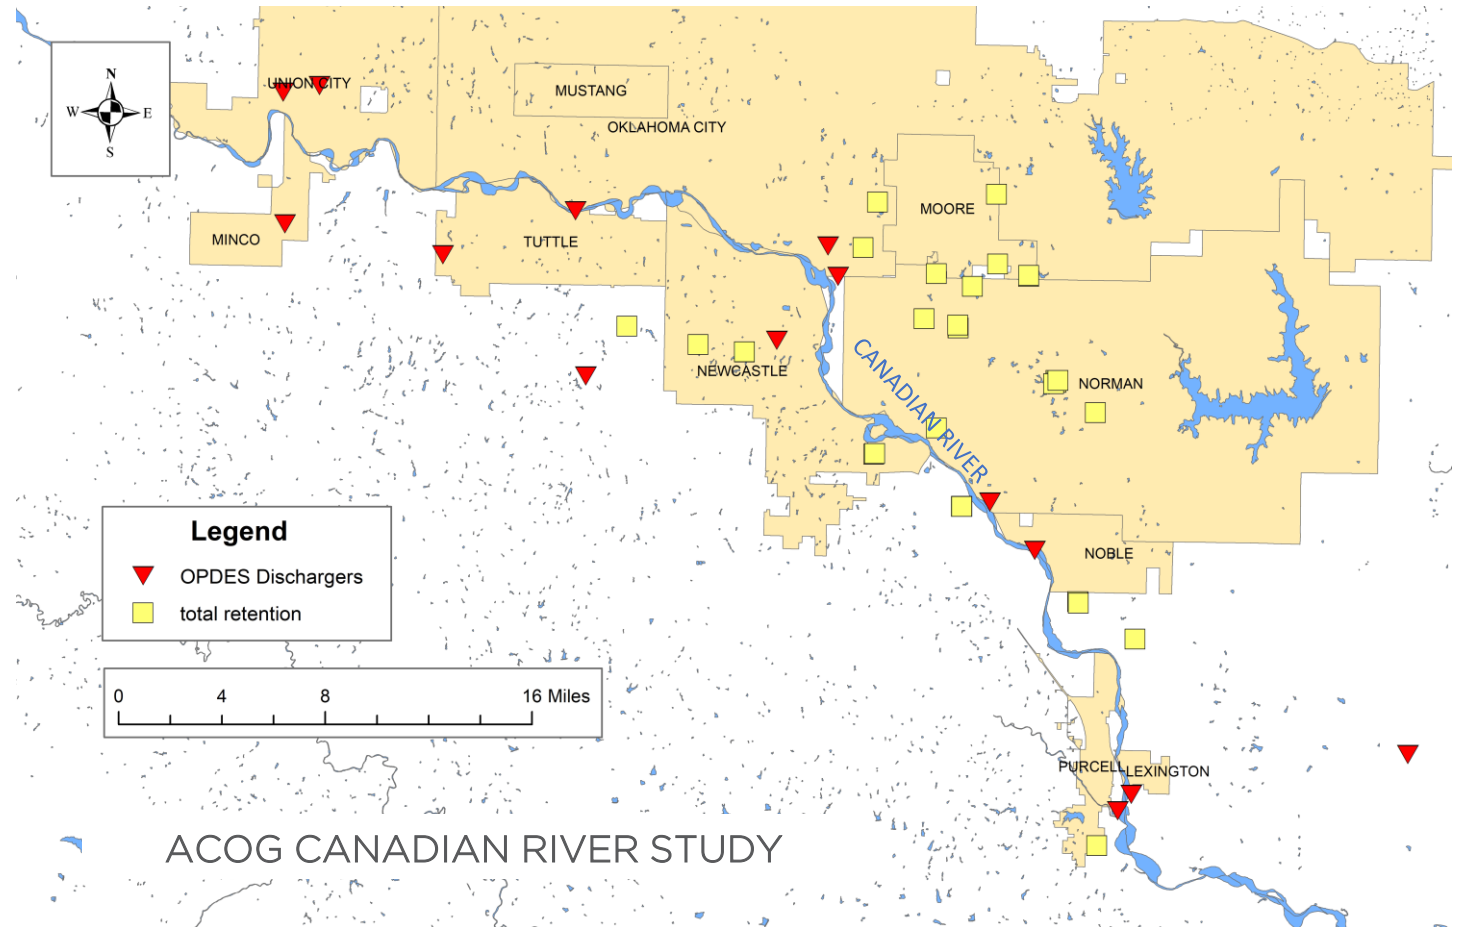 N
W E
S
UNION CITY
MUSTANG
OKLAHOMA CITY
MOORE
MINCO
TUTTLE
NEWCASTLE
CANADIAN RIVER
NORMAN
NOBLE
PURCELL
LEXINGTON
Legend
OPDES Dischargers
total retention
0 4 8 16 Miles
ACOG CANADIAN RIVER STUDY